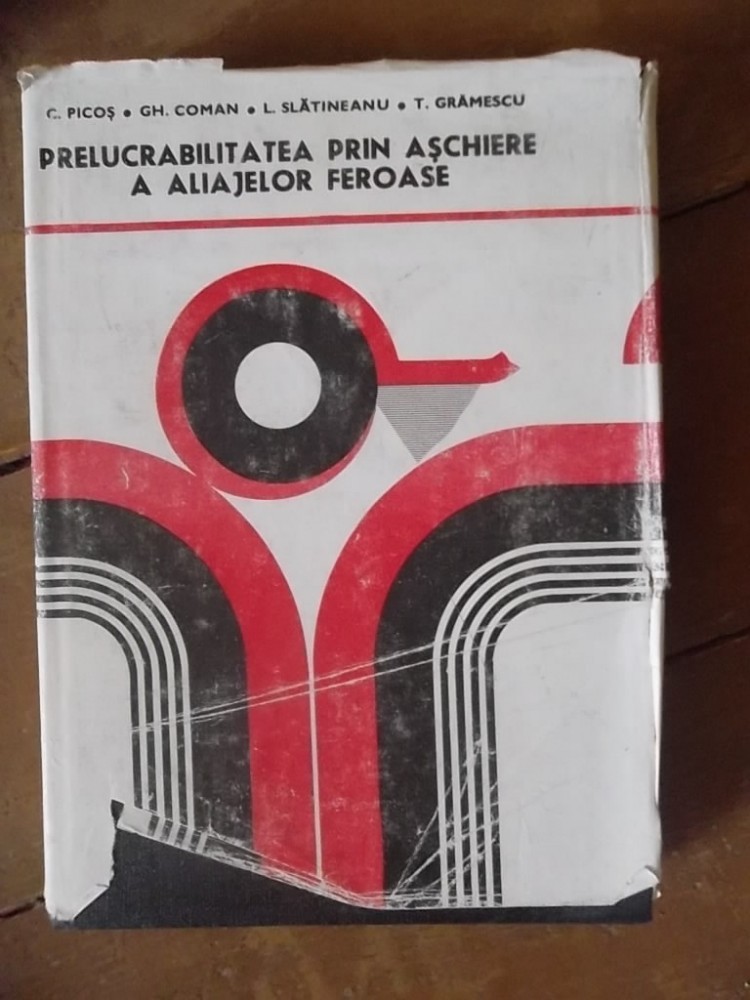 C. PICOȘ • GH. COMAN • L. SLĂTINEANU • T. GRĂMESCU
PRELUCRABILITATEA PRIN AȘCHIERE
A ALIAJELOR FEROASE